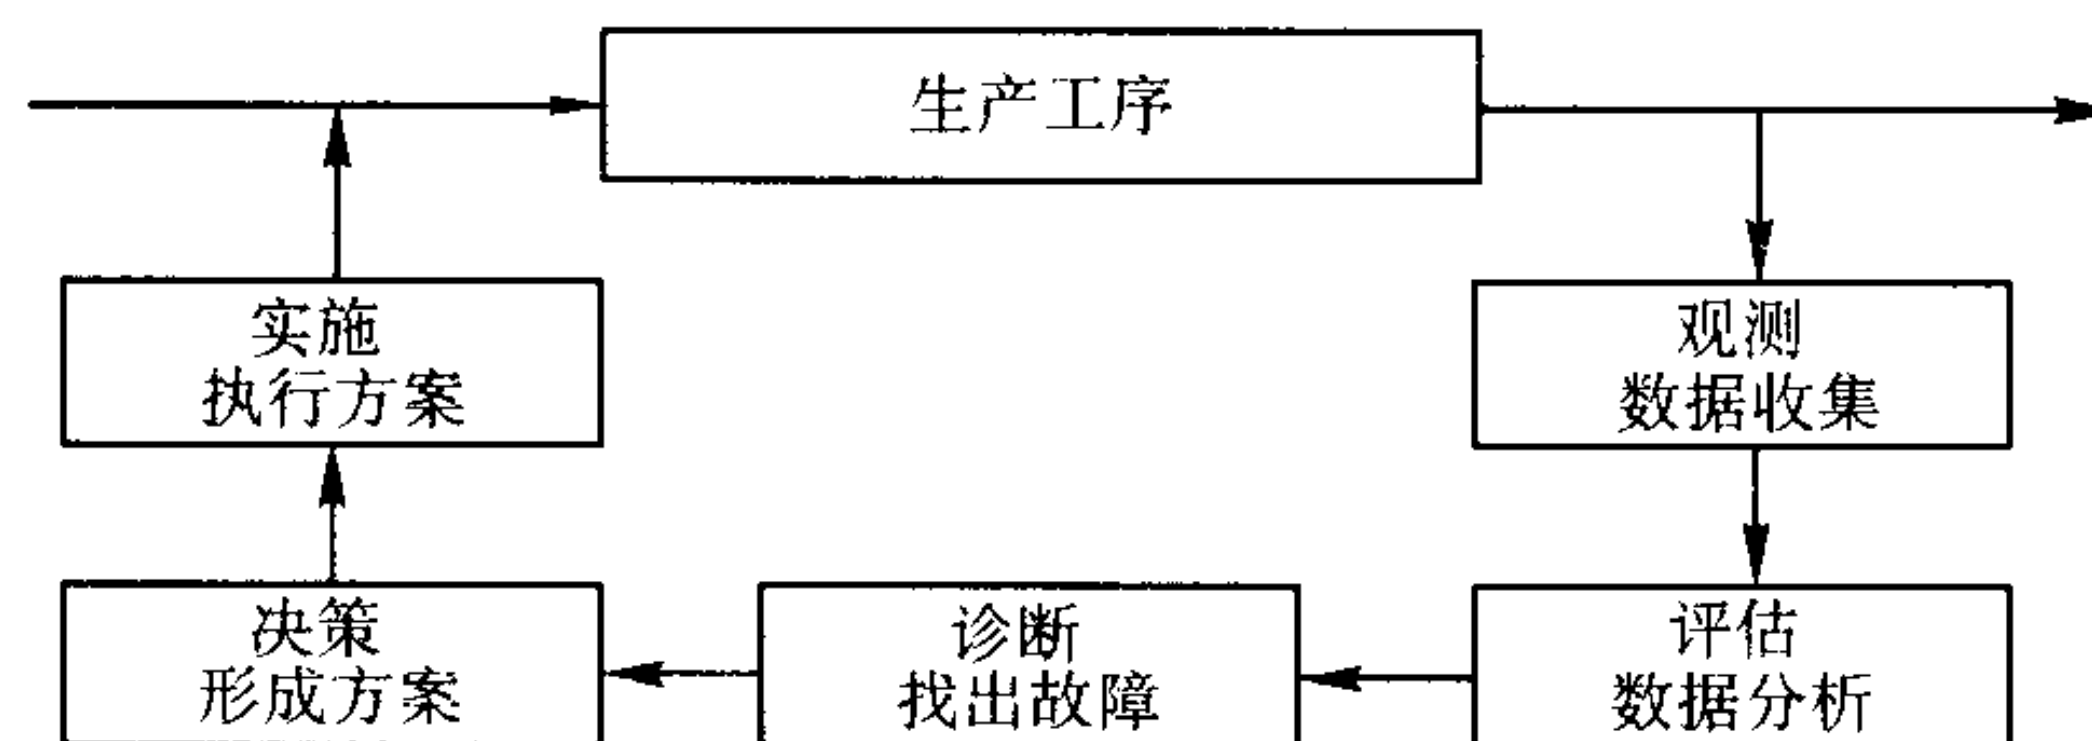 生产工序
实施
执行方案
观测
数据收集
决策
形成方案
诊断
找出故障
评估
数据分析